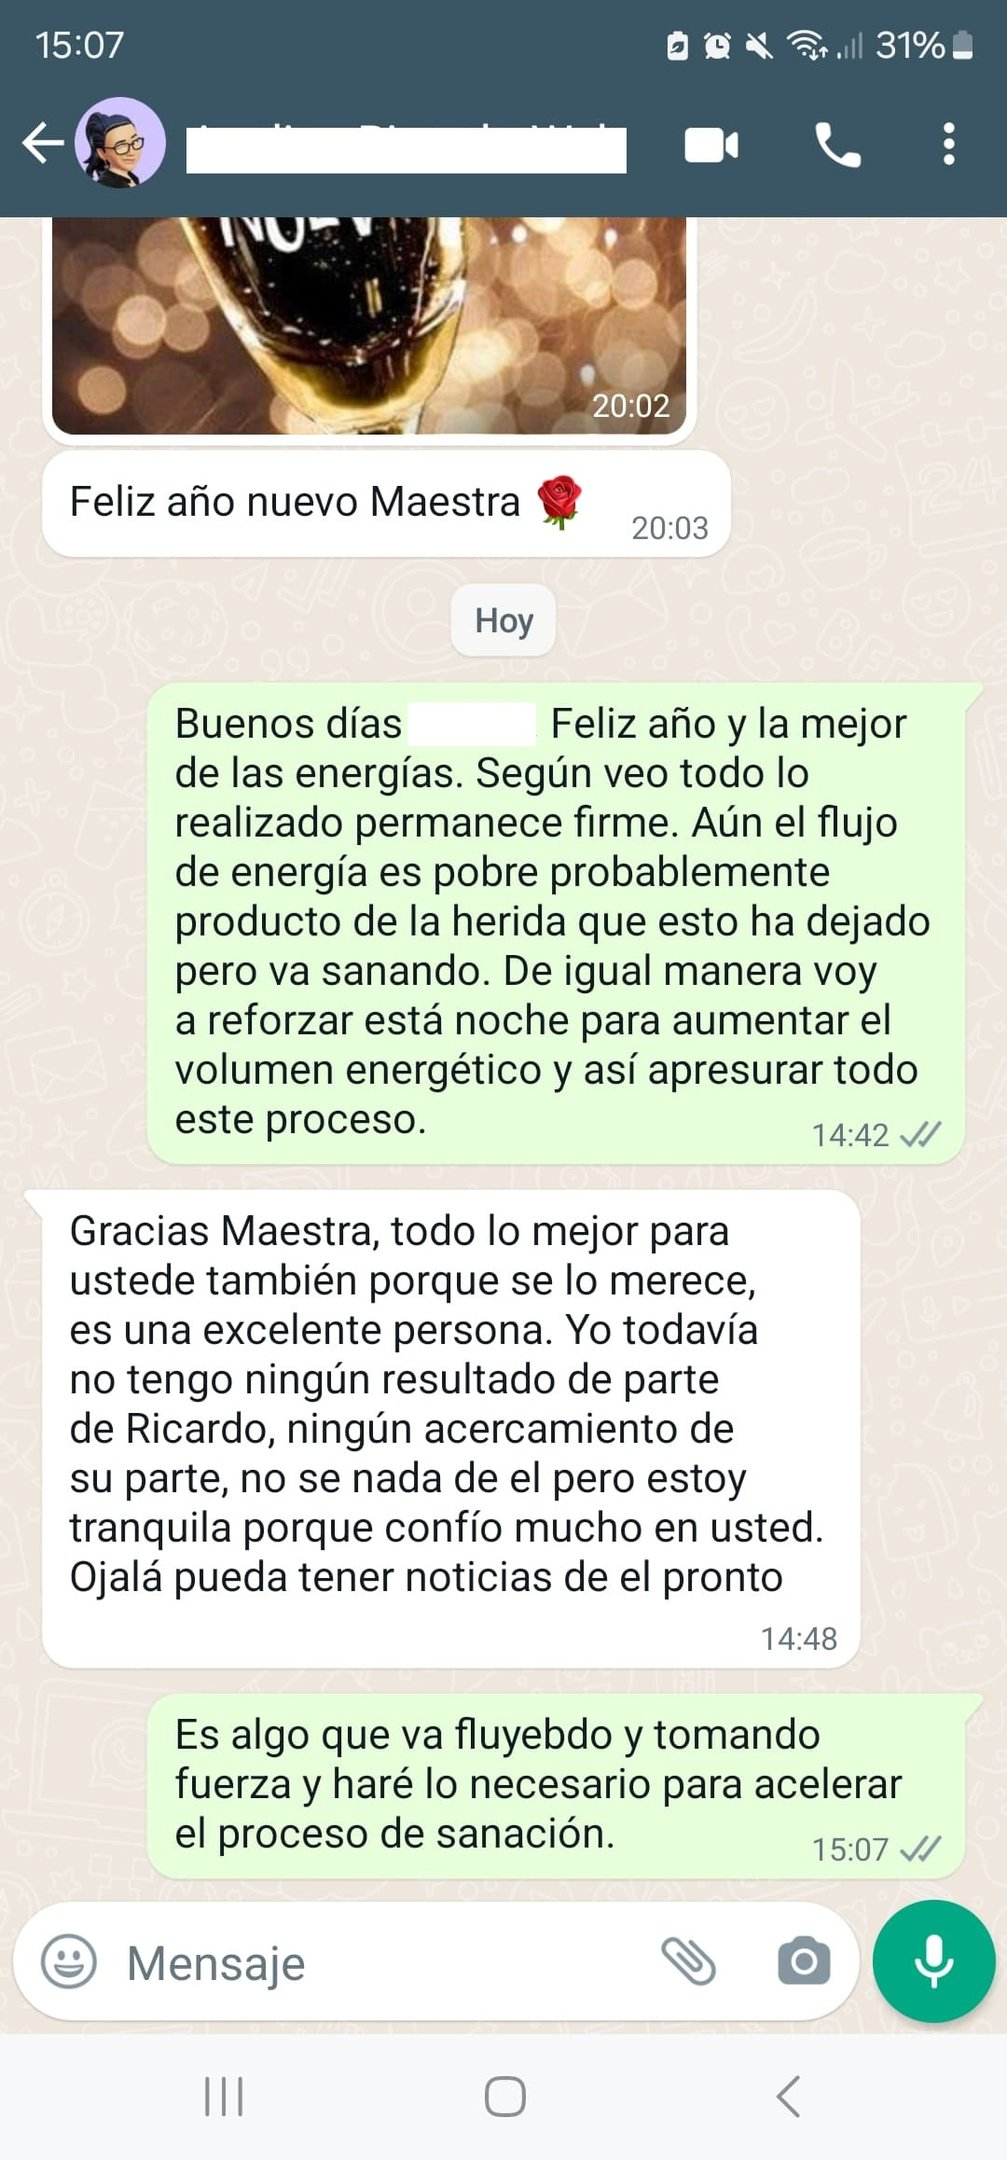 15:07
31%
20:02
Feliz año nuevo Maestra
20:03
Hoy
Buenos días Feliz año y la mejor
de las energías. Según veo todo lo
realizado permanece firme. Aún el flujo
de energía es pobre probablemente
producto de la herida que esto ha dejado
pero va sanando. De igual manera voy
a reforzar está noche para aumentar el
volumen energético y así apresurar todo
este proceso.
14:42
Gracias Maestra, todo lo mejor para
ustede también porque se lo merece,
es una excelente persona. Yo todavía
no tengo ningún resultado de parte
de Ricardo, ningún acercamiento de
su parte, no se nada de el pero estoy
tranquila porque confío mucho en usted.
Ojalá pueda tener noticias de el pronto
14:48
Es algo que va fluyebdo y tomando
fuerza y haré lo necesario para acelerar
el proceso de sanación.
15:07
Mensaje